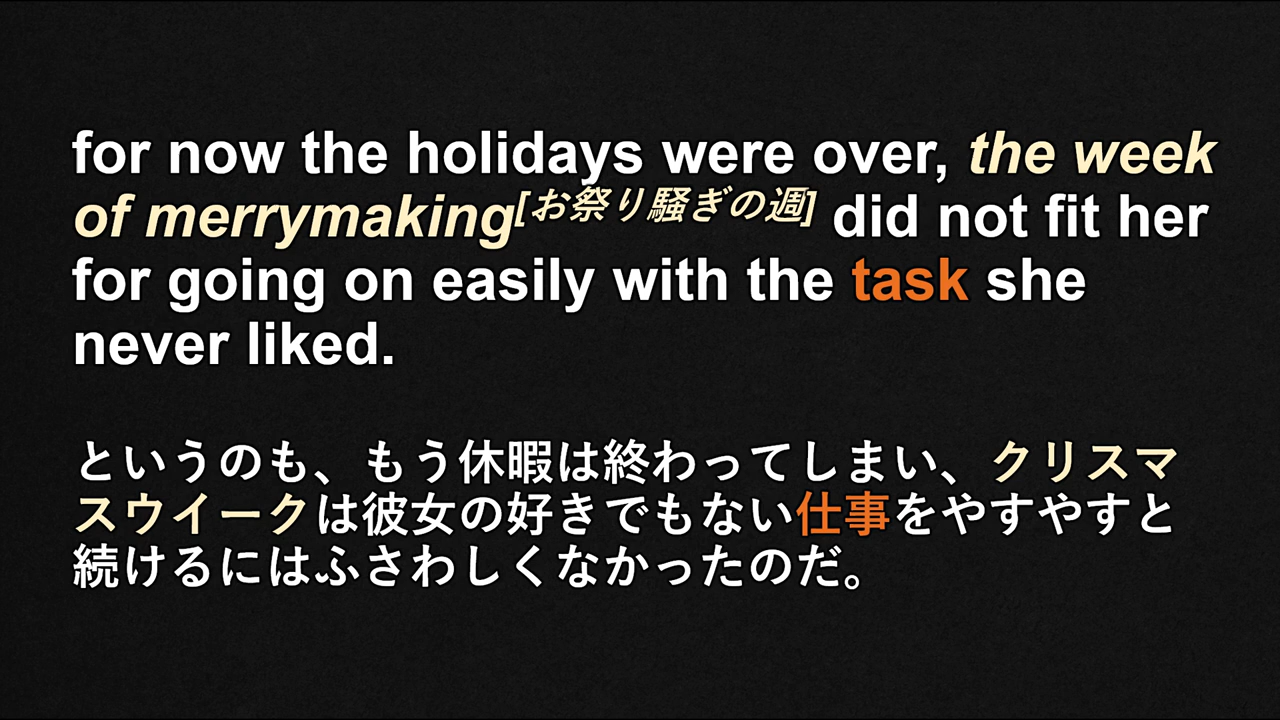 for now the holidays were over, the week
of merrymaking[お祭り騒ぎの週] did not fit her
for going on easily with the task she
never liked.
というのも、もう休暇は終わってしまい、クリスマ
スウイークは彼女の好きでもない仕事をやすやすと
続けるにはふさわしくなかったのだ。